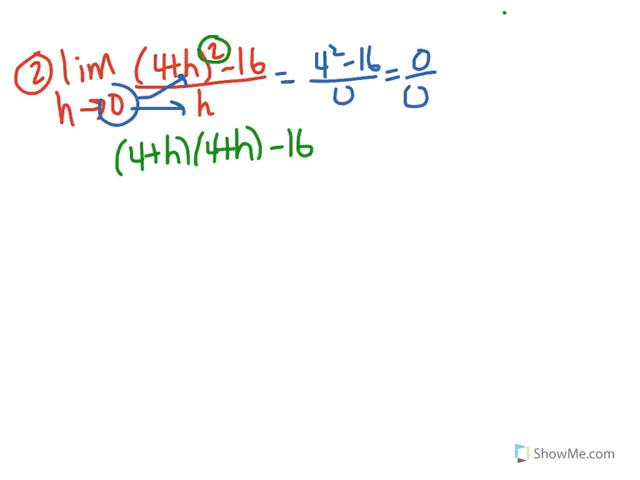 ② lim (4+h)² - 16 / h = 4² - 16 / 0 = 0 / 0
h → 0
(4+h)(4+h) - 16
ShowMe.com